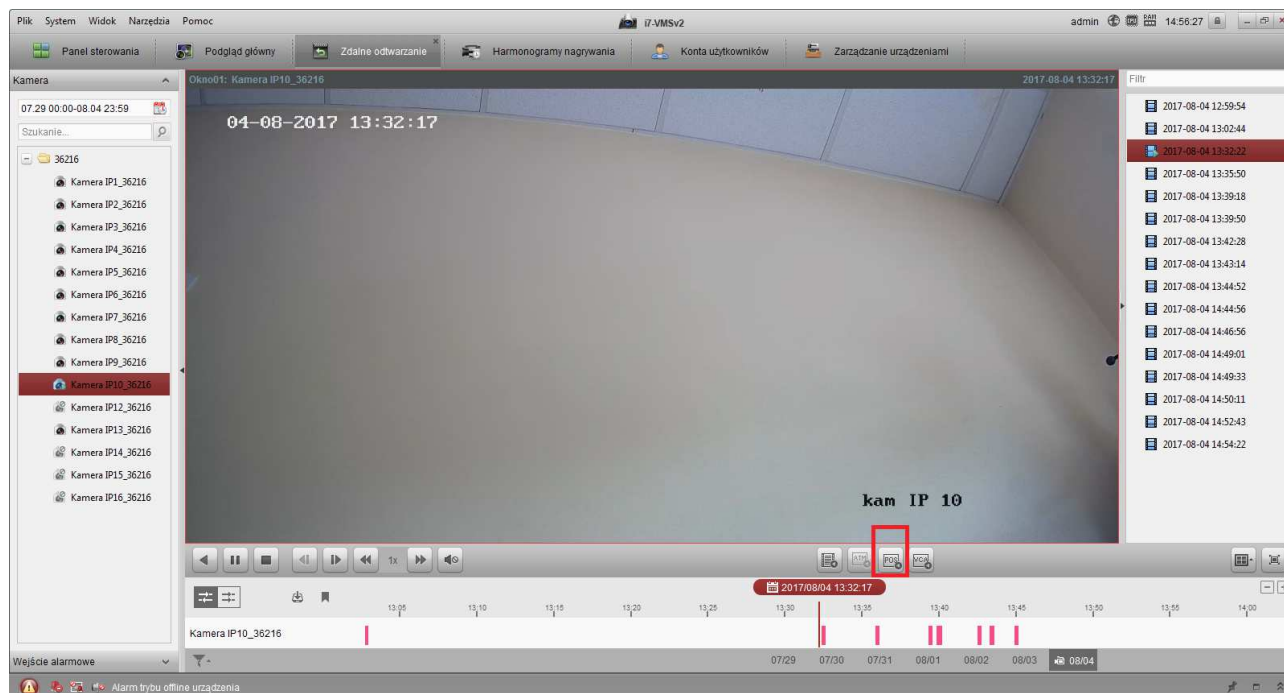 Plik System Widok Narzędzia Pomoc
i7-VMSv2
admin 14:56:27
Panel sterowania
Podgląd główny
Zdalne odtwarzanie
Harmonogramy nagrywania
Konta użytkowników
Zarządzanie urządzeniami
Kamera
07.29 00:00-08.04 23:59
Szukanie...
36216
Kamera IP1_36216
Kamera IP2_36216
Kamera IP3_36216
Kamera IP4_36216
Kamera IP5_36216
Kamera IP6_36216
Kamera IP7_36216
Kamera IP8_36216
Kamera IP9_36216
Kamera IP10_36216
Kamera IP12_36216
Kamera IP13_36216
Kamera IP14_36216
Kamera IP15_36216
Kamera IP16_36216
Wejście alarmowe
Okno01: Kamera IP10_36216
2017-08-04 13:32:17
04-08-2017 13:32:17
kam IP 10
Filtr
2017-08-04 12:59:54
2017-08-04 13:02:44
2017-08-04 13:32:22
2017-08-04 13:35:50
2017-08-04 13:39:18
2017-08-04 13:39:50
2017-08-04 13:42:28
2017-08-04 13:43:14
2017-08-04 13:44:52
2017-08-04 14:44:56
2017-08-04 14:46:56
2017-08-04 14:49:01
2017-08-04 14:49:33
2017-08-04 14:50:11
2017-08-04 14:52:43
2017-08-04 14:54:22
1x
ATM
POS
VCA
2017/08/04 13:32:17
13:05 13:10 13:15 13:20 13:25 13:30 13:35 13:40 13:45 13:50 13:55 14:00
Kamera IP10_36216
07/29 07/30 07/31 08/01 08/02 08/03 08/04
Alarm trybu offline urządzenia